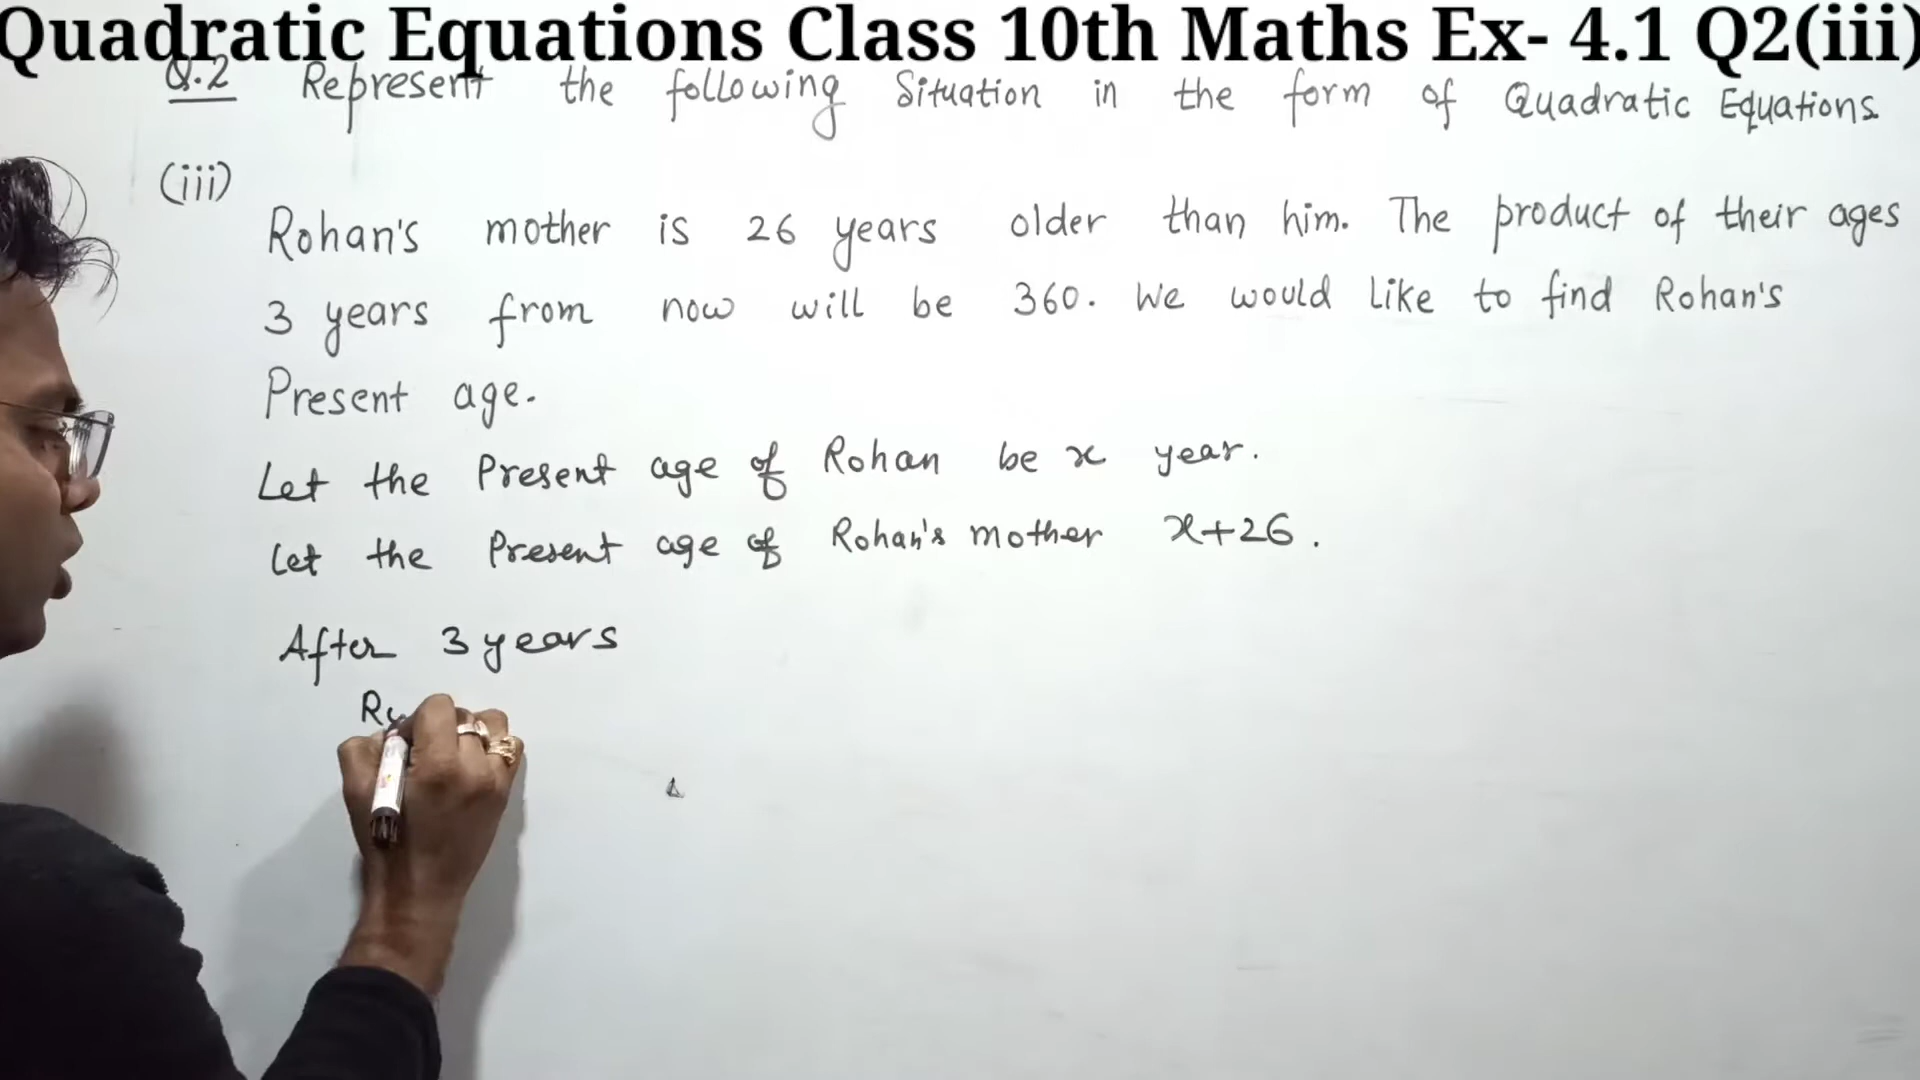 Quadratic Equations Class 10th Maths Ex- 4.1 Q2(iii)
Q.2 Represent the following Situation in the form of Quadratic Equations
(iii)
Rohan's mother is 26 years older than him. The product of their ages
3 years from now will be 360. We would like to find Rohan's
Present age.
Let the Present age of Rohan be x year.
Let the Present age of Rohan's mother x+26.
After 3 years